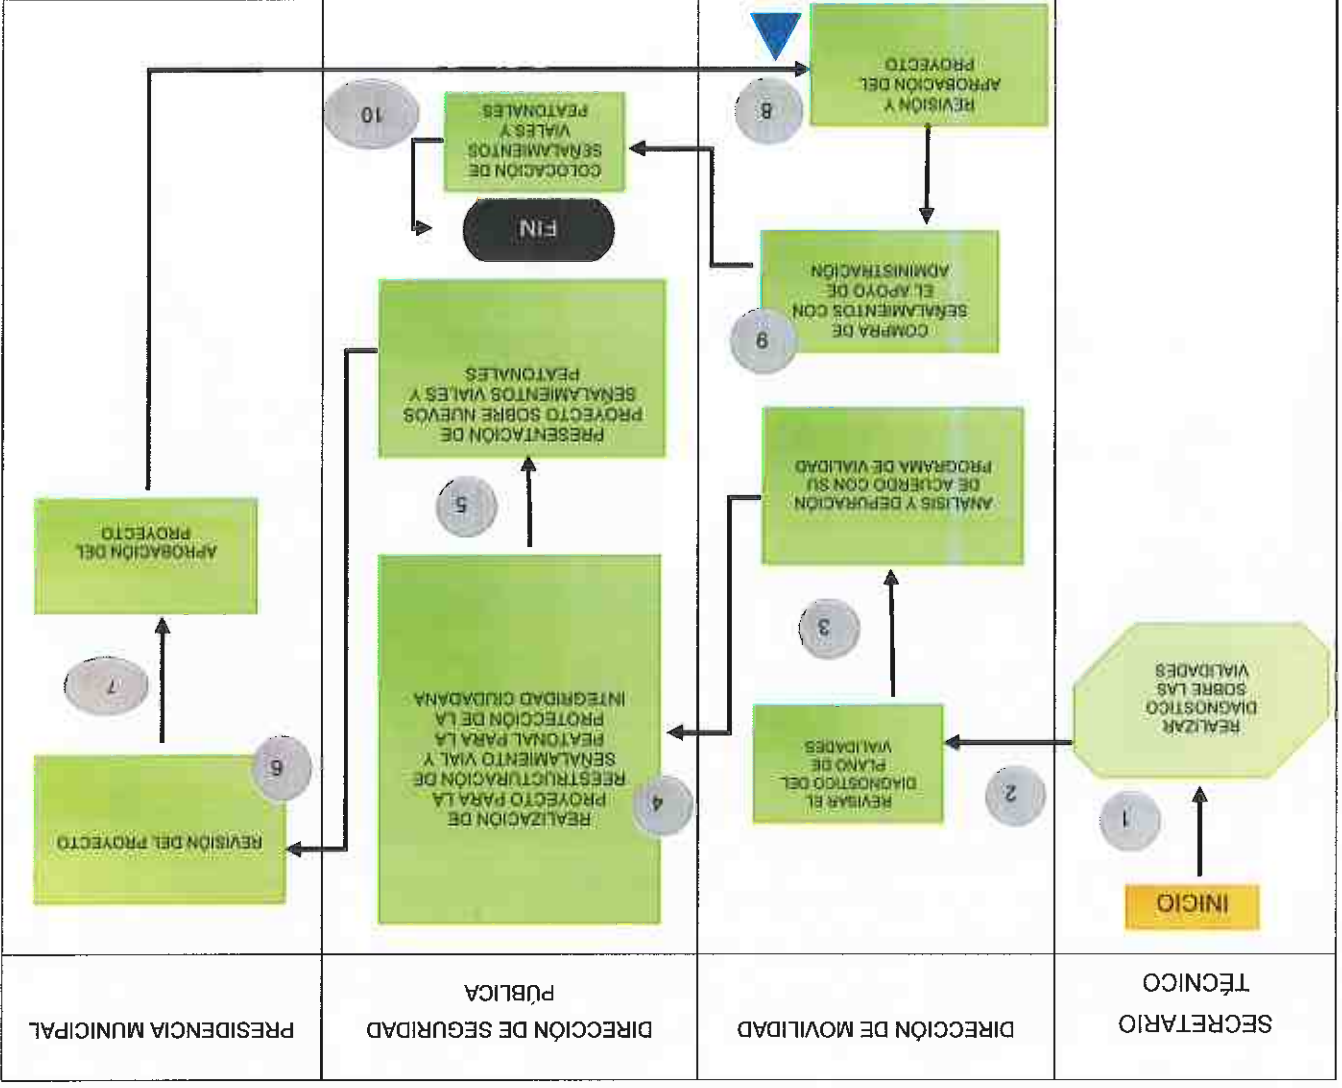 SECRETARIO
TÉCNICO
DIRECCIÓN DE MOVILIDAD
DIRECCIÓN DE SEGURIDAD
PÚBLICA
PRESIDENCIA MUNICIPAL
INICIO
1
REALIZAR
DIAGNOSTICO
SOBRE LAS
VIALIDADES
2
REVISAR EL
DIAGNOSTICO DEL
PLANO DE
VIALIDADES
3
ANALISIS Y DEPURACIÓN
DE ACUERDO CON SU
PROGRAMA DE VIALIDAD
4
REALIZACIÓN DE
PROYECTO PARA LA
REESTRUCTURACIÓN DE
SEÑALAMIENTO VIAL Y
PEATONAL PARA LA
PROTECCIÓN DE LA
INTEGRIDAD CIUDADANA
5
PRESENTACIÓN DE
PROYECTO SOBRE NUEVOS
SEÑALAMIENTOS VIALES Y
PEATONALES
6
REVISIÓN DEL PROYECTO
7
APROBACIÓN DEL
PROYECTO
8
REVISIÓN Y
APROBACIÓN DEL
PROYECTO
9
COMPRA DE
SEÑALAMIENTOS CON
EL APOYO DE
ADMINISTRACIÓN
10
COLOCACIÓN DE
SEÑALAMIENTOS
VIALES Y
PEATONALES
FIN